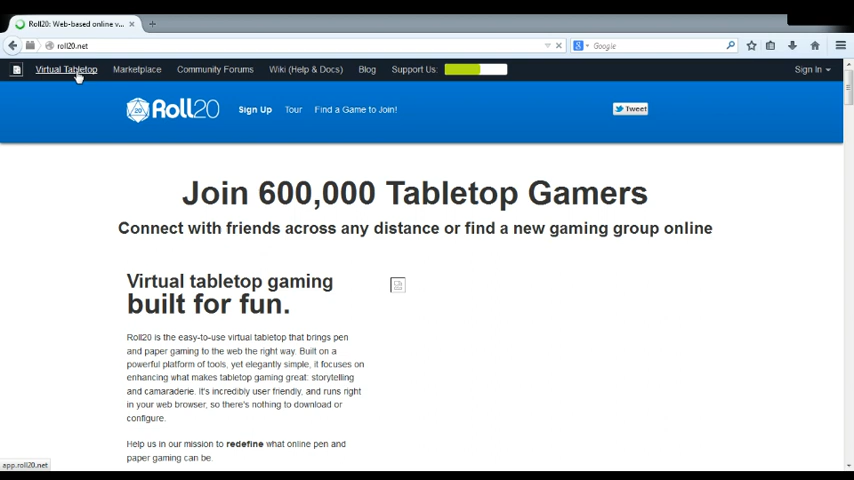 Roll20: Web-based online v...
roll20.net
Google
Virtual Tabletop
Marketplace
Community Forums
Wiki (Help & Docs)
Blog
Support Us:
Sign In
20
Roll20
Sign Up
Tour
Find a Game to Join!
Tweet
Join 600,000 Tabletop Gamers
Connect with friends across any distance or find a new gaming group online
Virtual tabletop gaming
built for fun.
Roll20 is the easy-to-use virtual tabletop that brings pen
and paper gaming to the web the right way. Built on a
powerful platform of tools, yet elegantly simple, it focuses on
enhancing what makes tabletop gaming great: storytelling
and camaraderie. It's incredibly user friendly, and runs right
in your web browser, so there's nothing to download or
configure.
Help us in our mission to redefine what online pen and
paper gaming can be.
app.roll20.net